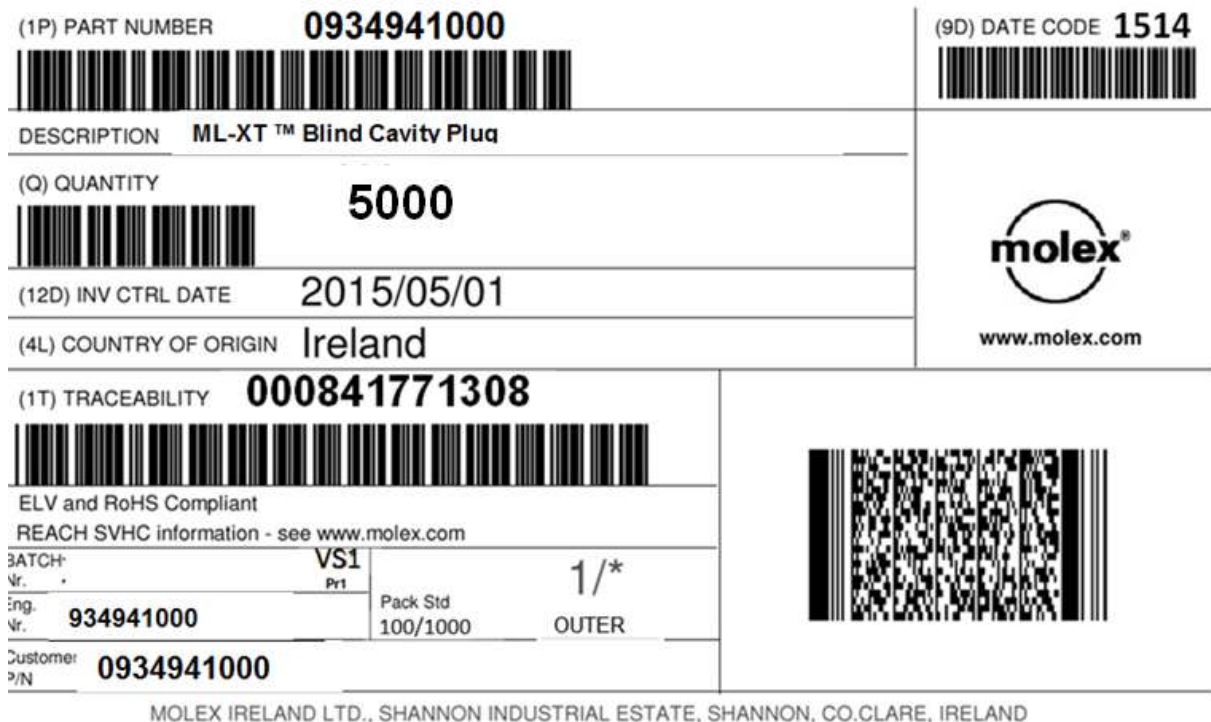 (1P) PART NUMBER 0934941000
(9D) DATE CODE 1514
DESCRIPTION ML-XT ™ Blind Cavity Plug
(Q) QUANTITY 5000
molex®
www.molex.com
(12D) INV CTRL DATE 2015/05/01
(4L) COUNTRY OF ORIGIN Ireland
(1T) TRACEABILITY 000841771308
ELV and RoHS Compliant
REACH SVHC information - see www.molex.com
BATCH VS1
Nr. Pr1
1/*
Eng.
Nr. 934941000
Pack Std
100/1000 OUTER
Customer
P/N 0934941000
MOLEX IRELAND LTD., SHANNON INDUSTRIAL ESTATE, SHANNON, CO.CLARE, IRELAND